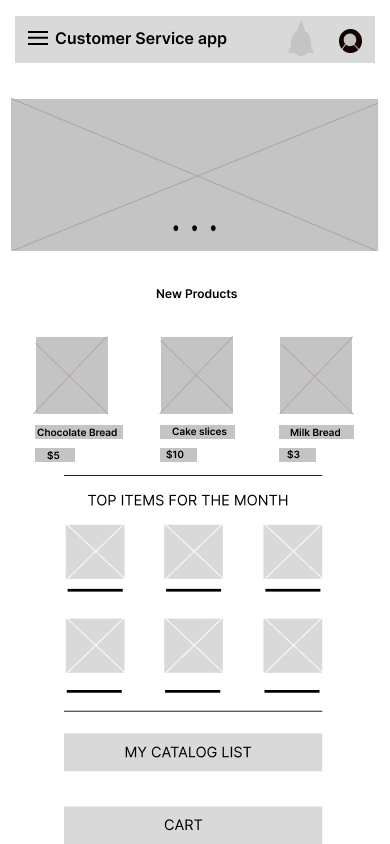 Customer Service app
New Products
Chocolate Bread
Cake slices
Milk Bread
$5
$10
$3
TOP ITEMS FOR THE MONTH
MY CATALOG LIST
CART